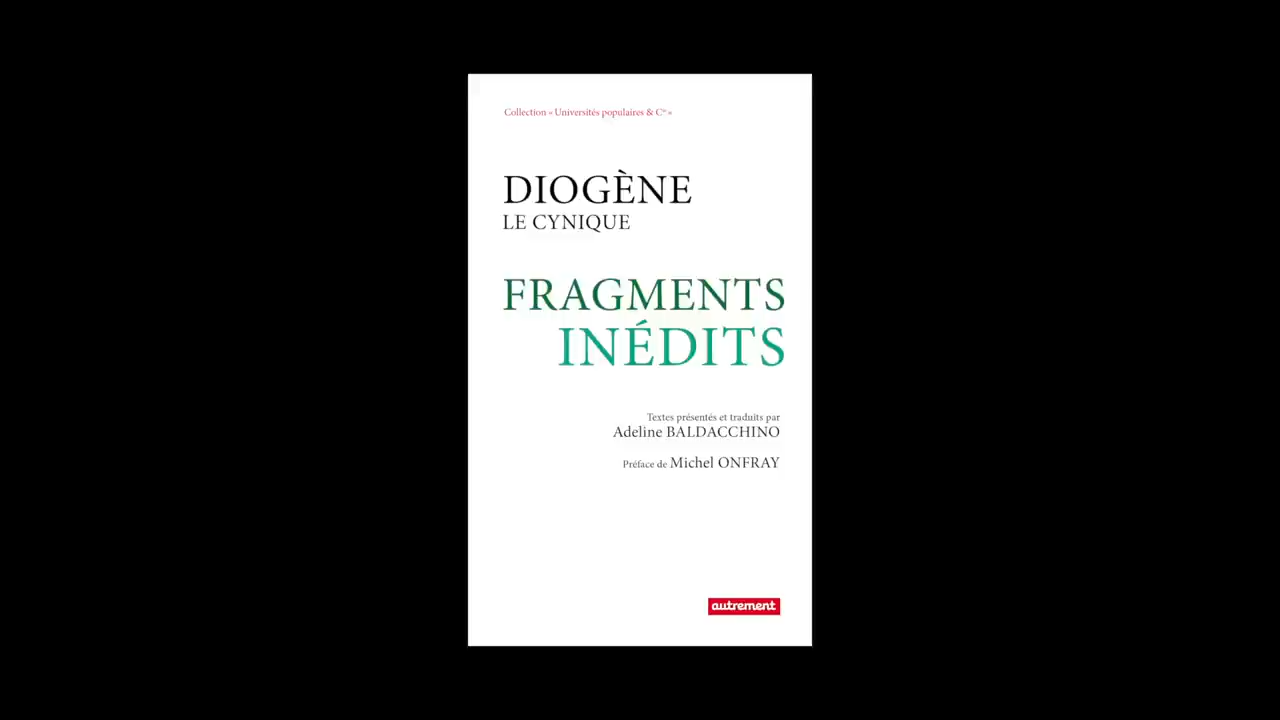 Collection « Universités populaires & Cie »
DIOGÈNE
LE CYNIQUE
FRAGMENTS
INÉDITS
Textes présentés et traduits par
Adeline BALDACCHINO
Préface de Michel ONFRAY
autrement